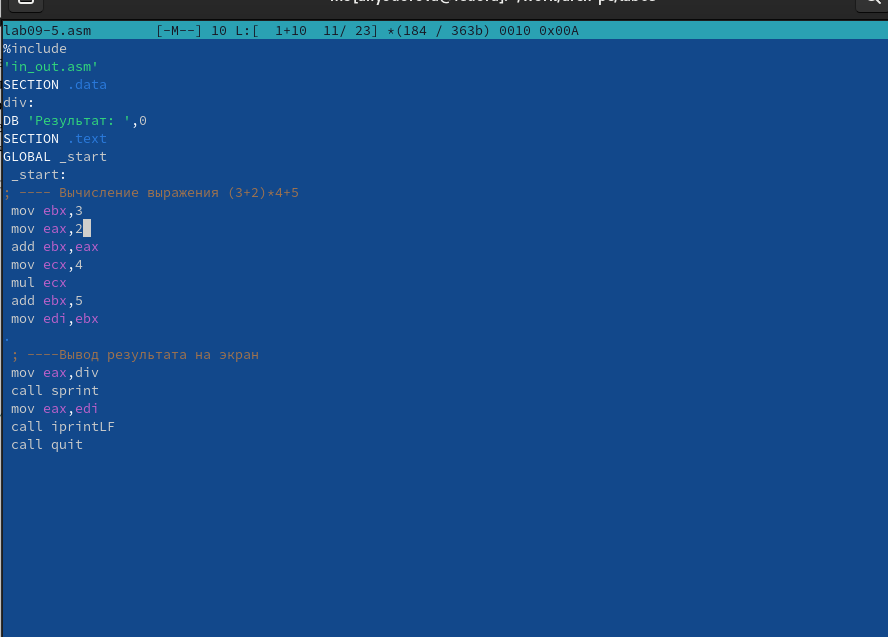 lab09-5.asm [-M--] 10 L:[ 1+10 11/ 23] *(184 / 363b) 0010 0x00A
%include
'in_out.asm'
SECTION .data
div:
DB 'Результат: ',0
SECTION .text
GLOBAL _start
_start:
; ---- Вычисление выражения (3+2)*4+5
mov ebx,3
mov eax,2
add ebx,eax
mov ecx,4
mul ecx
add ebx,5
mov edi,ebx
.
; ----Вывод результата на экран
mov eax,div
call sprint
mov eax,edi
call iprintLF
call quit